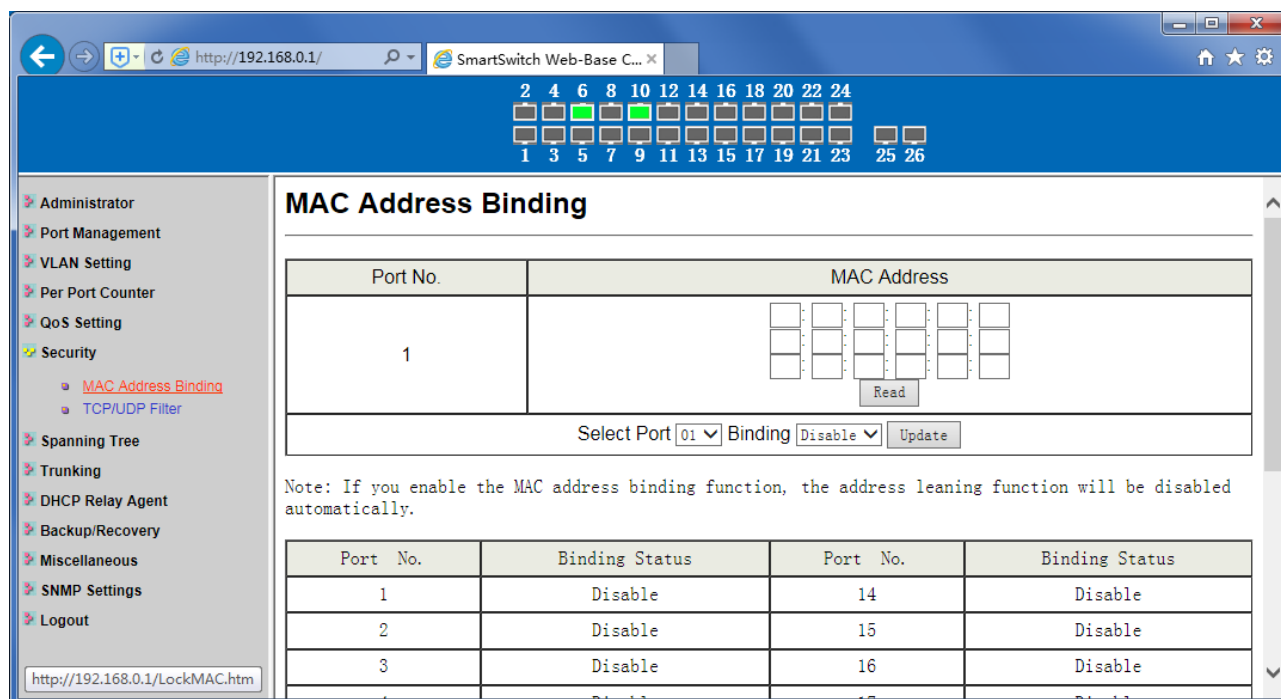 http://192.168.0.1/
SmartSwitch Web-Base C...
2 4 6 8 10 12 14 16 18 20 22 24
1 3 5 7 9 11 13 15 17 19 21 23 25 26
Administrator
Port Management
VLAN Setting
Per Port Counter
QoS Setting
Security
MAC Address Binding
TCP/UDP Filter
Spanning Tree
Trunking
DHCP Relay Agent
Backup/Recovery
Miscellaneous
SNMP Settings
Logout
http://192.168.0.1/LockMAC.htm
MAC Address Binding
Port No. MAC Address
1
: : : : :
: : : : :
: : : : :
Read
Select Port 01 Binding Disable Update
Note: If you enable the MAC address binding function, the address leaning function will be disabled
automatically.
Port No. Binding Status Port No. Binding Status
1 Disable 14 Disable
2 Disable 15 Disable
3 Disable 16 Disable